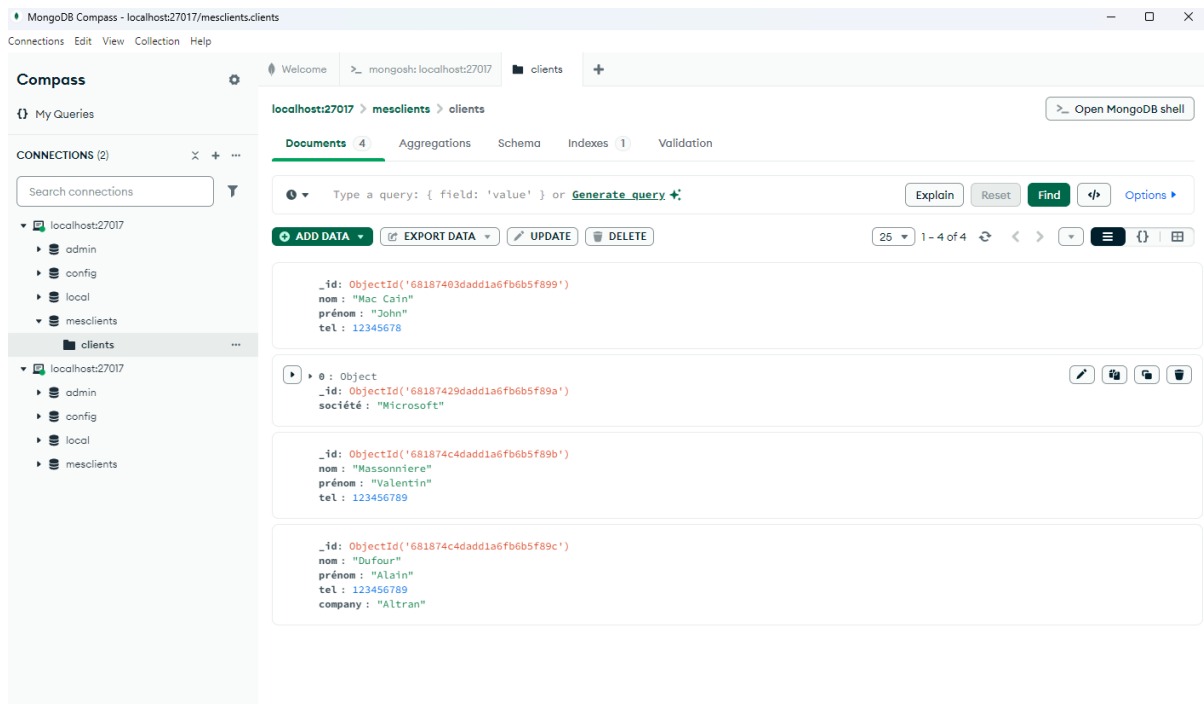 MongoDB Compass - localhost:27017/mesclients.clients
Connections Edit View Collection Help
Compass
{} My Queries
CONNECTIONS (2)
Search connections
localhost:27017
admin
config
local
mesclients
clients
localhost:27017
admin
config
local
mesclients
Welcome >_ mongosh: localhost:27017 clients +
localhost:27017 > mesclients > clients >_ Open MongoDB shell
Documents 4 Aggregations Schema Indexes 1 Validation
Type a query: { field: 'value' } or Generate query Explain Reset Find </> Options
ADD DATA EXPORT DATA UPDATE DELETE 25 1 – 4 of 4 {}
_id: ObjectId('68187403dadd1a6fb6b5f899')
nom : "Mac Cain"
prénom : "John"
tel : 12345678
0 : Object
_id: ObjectId('68187429dadd1a6fb6b5f89a')
société : "Microsoft"
_id: ObjectId('681874c4dadd1a6fb6b5f89b')
nom : "Massonniere"
prénom : "Valentin"
tel : 123456789
_id: ObjectId('681874c4dadd1a6fb6b5f89c')
nom : "Dufour"
prénom : "Alain"
tel : 123456789
company : "Altran"